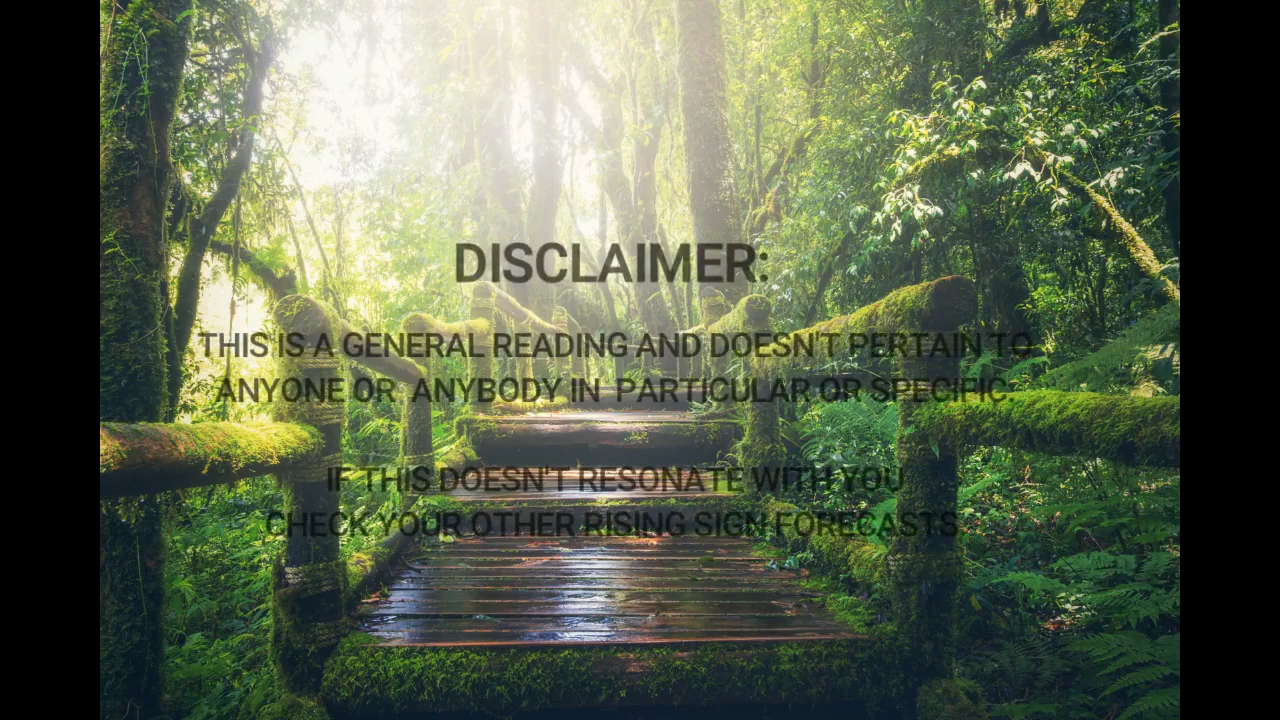 DISCLAIMER:
THIS IS A GENERAL READING AND DOESN'T PERTAIN TO
ANYONE OR ANYBODY IN PARTICULAR OR SPECIFIC.
IF THIS DOESN'T RESONATE WITH YOU
CHECK YOUR OTHER RISING SIGN FORECASTS